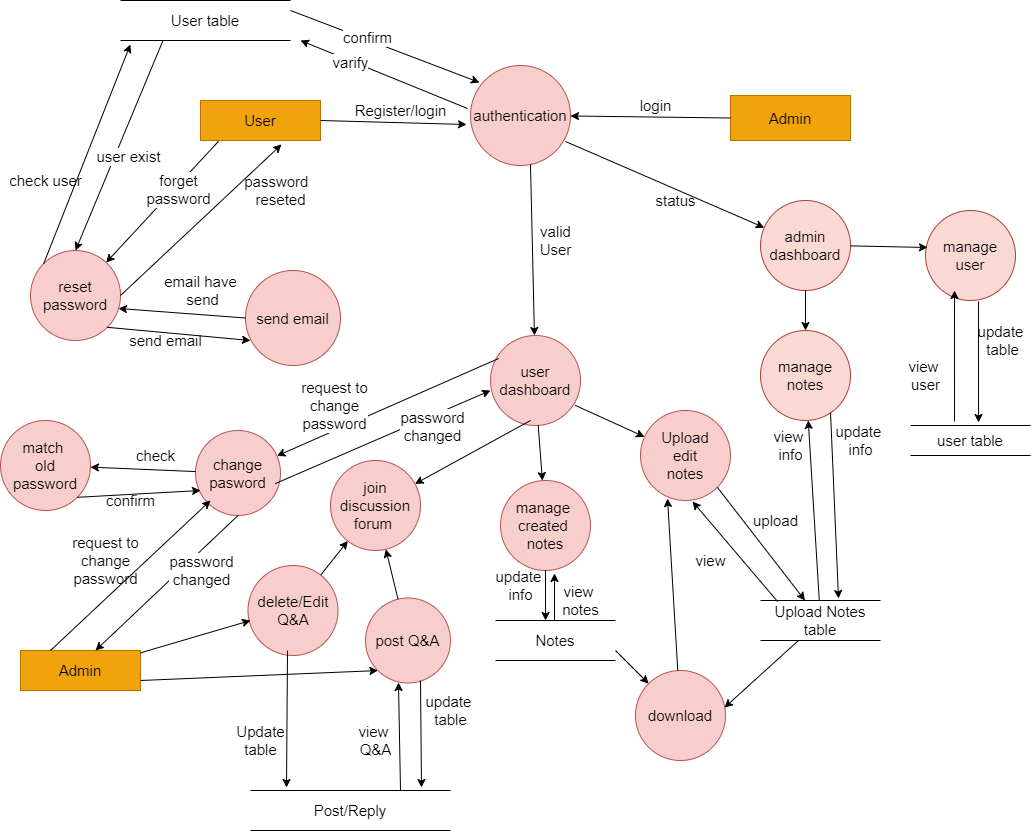 User table
confirm
varify
authentication
Register/login
User
login
Admin
user exist
check user
forget
password
password
reseted
status
valid
User
admin
dashboard
manage
user
reset
password
email have
send
send email
send email
update
table
view
user
user table
manage
notes
view
info
update
info
user
dashboard
request to
change
password
password
changed
match
old
password
check
confirm
change
pasword
join
discussion
forum
Upload
edit
notes
manage
created
notes
upload
view
request to
change
password
password
changed
delete/Edit
Q&A
post Q&A
update
info
view
notes
Notes
Upload Notes
table
Admin
download
Update
table
view
Q&A
update
table
Post/Reply